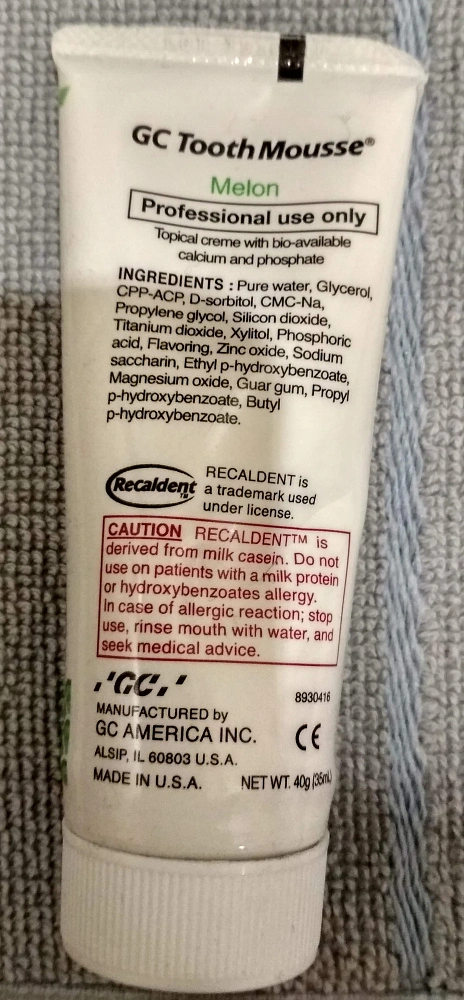 GC Tooth Mousse®
Melon
Professional use only
Topical creme with bio-available
calcium and phosphate
INGREDIENTS : Pure water, Glycerol,
CPP-ACP, D-sorbitol, CMC-Na,
Propylene glycol, Silicon dioxide,
Titanium dioxide, Xylitol, Phosphoric
acid, Flavoring, Zinc oxide, Sodium
saccharin, Ethyl p-hydroxybenzoate,
Magnesium oxide, Guar gum, Propyl
p-hydroxybenzoate, Butyl
p-hydroxybenzoate.
Recaldent™
RECALDENT is
a trademark used
under license.
CAUTION RECALDENT™ is
derived from milk casein. Do not
use on patients with a milk protein
or hydroxybenzoates allergy.
In case of allergic reaction; stop
use, rinse mouth with water, and
seek medical advice.
'GC,'
8930416
MANUFACTURED by
GC AMERICA INC.
CE
ALSIP, IL 60803 U.S.A.
MADE IN U.S.A. NET WT. 40g (35mL)